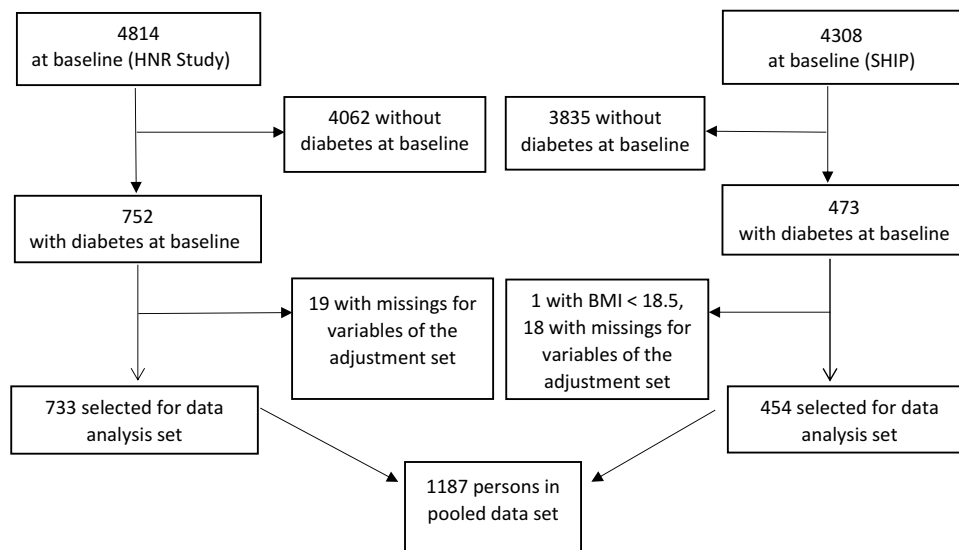 4814
at baseline (HNR Study)
4308
at baseline (SHIP)
4062 without
diabetes at baseline
3835 without
diabetes at baseline
752
with diabetes at baseline
473
with diabetes at baseline
19 with missings for
variables of the
adjustment set
1 with BMI < 18.5,
18 with missings for
variables of the
adjustment set
733 selected for data
analysis set
454 selected for data
analysis set
1187 persons in
pooled data set